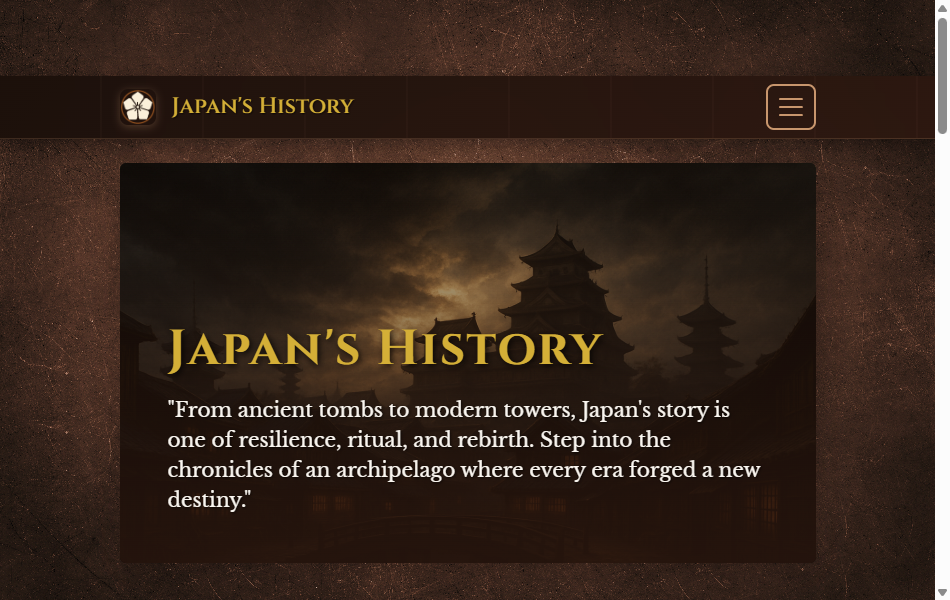 Japan's History
Japan's History
"From ancient tombs to modern towers, Japan's story is
one of resilience, ritual, and rebirth. Step into the
chronicles of an archipelago where every era forged a new
destiny."